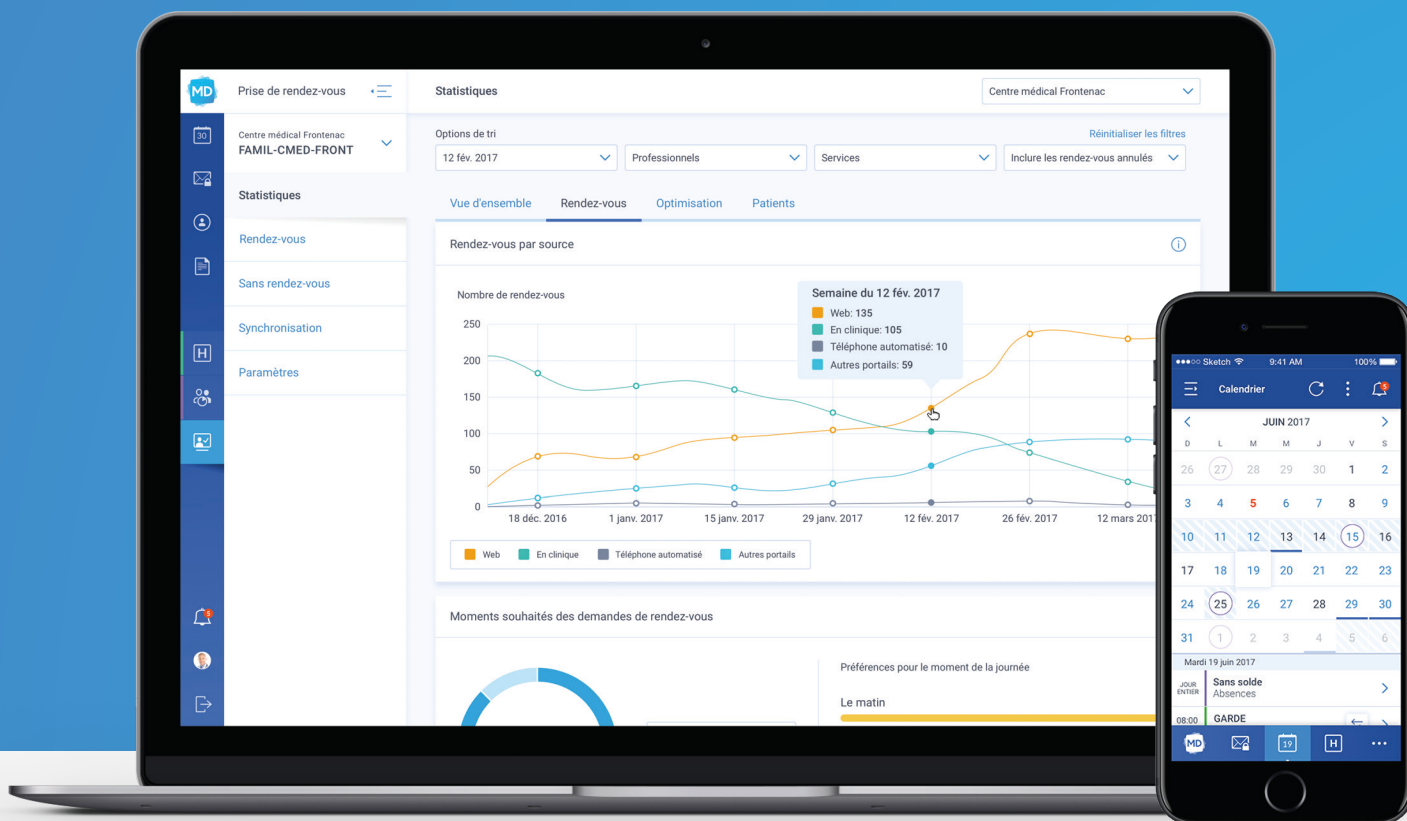 MD
Prise de rendez-vous
Statistiques
Centre médical Frontenac
30
Centre médical Frontenac
FAMIL-CMED-FRONT
Options de tri
Réinitialiser les filtres
12 fév. 2017
Professionnels
Services
Inclure les rendez-vous annulés
Statistiques
Rendez-vous
Sans rendez-vous
Synchronisation
Paramètres
H
5
Vue d'ensemble
Rendez-vous
Optimisation
Patients
Rendez-vous par source
i
Nombre de rendez-vous
Semaine du 12 fév. 2017
Web: 135
En clinique: 105
Téléphone automatisé: 10
Autres portails: 59
250
200
150
100
50
0
18 déc. 2016
1 janv. 2017
15 janv. 2017
29 janv. 2017
12 fév. 2017
26 fév. 2017
12 mars 201
Web
En clinique
Téléphone automatisé
Autres portails
Moments souhaités des demandes de rendez-vous
Préférences pour le moment de la journée
Le matin
Sketch 9:41 AM 100%
Calendrier
5
JUIN 2017
D L M M J V S
26 27 28 29 30 1 2
3 4 5 6 7 8 9
10 11 12 13 14 15 16
17 18 19 20 21 22 23
24 25 26 27 28 29 30
31 1 2 3 4 5 6
Mardi 19 juin 2017
JOUR ENTIER
Sans solde
Absences
08:00 GARDE
MD 19 H